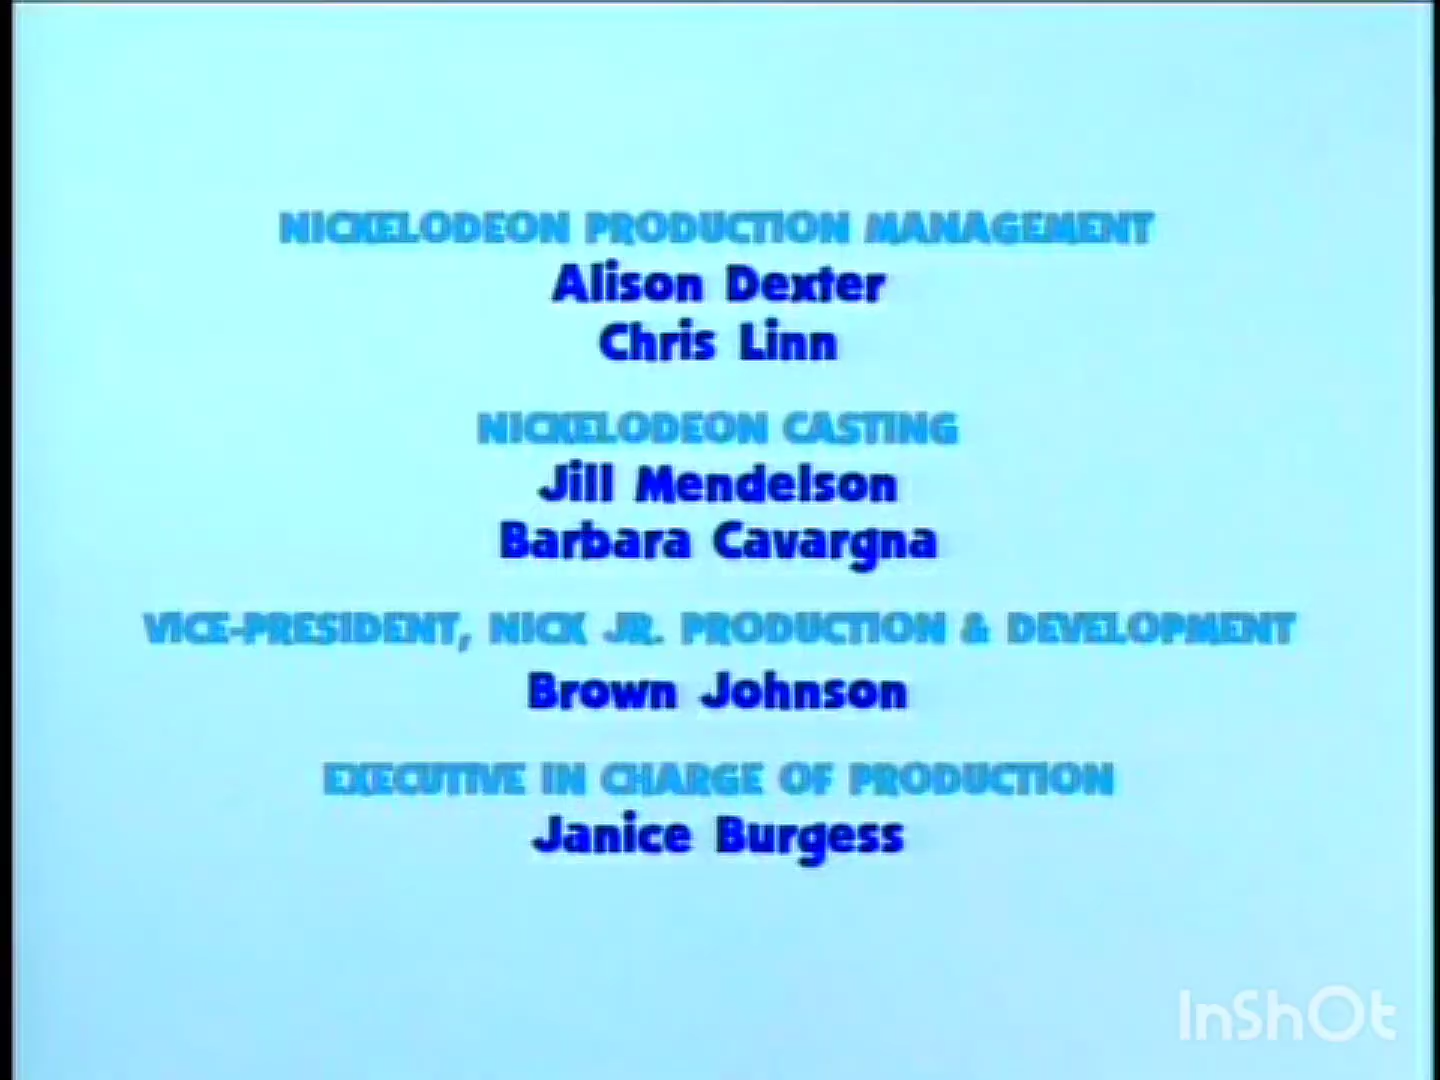 NICKELODEON PRODUCTION MANAGEMENT
Alison Dexter
Chris Linn
NICKELODEON CASTING
Jill Mendelson
Barbara Cavargna
VICE-PRESIDENT, NICK JR. PRODUCTION & DEVELOPMENT
Brown Johnson
EXECUTIVE IN CHARGE OF PRODUCTION
Janice Burgess
InShOt